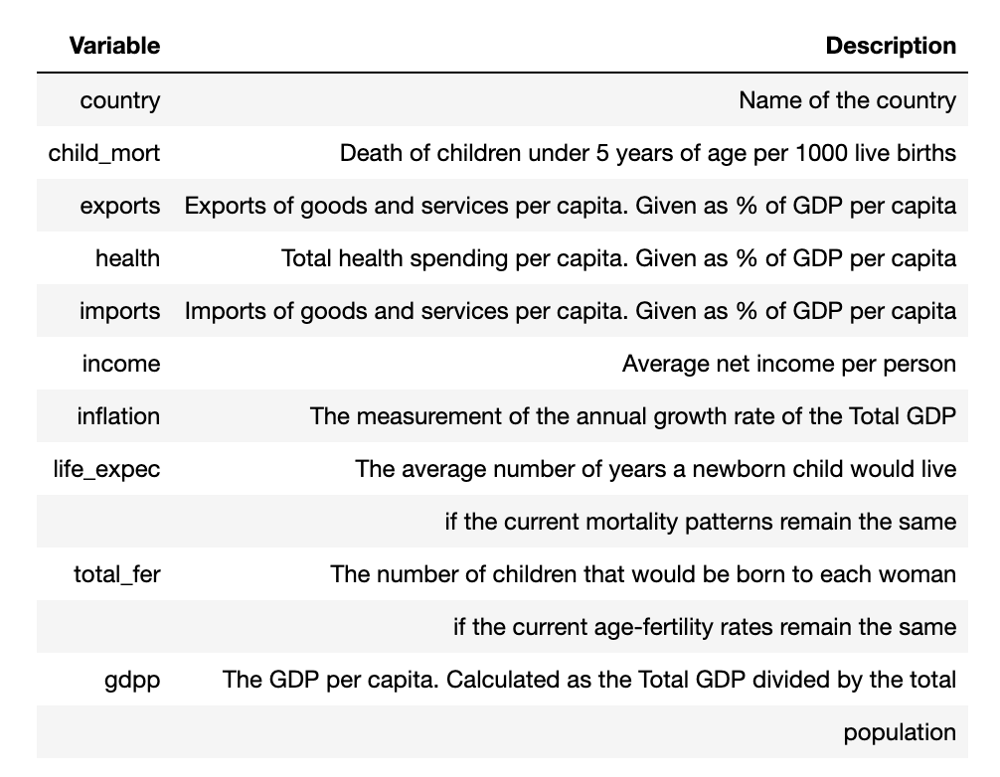 Variable Description
country Name of the country
child_mort Death of children under 5 years of age per 1000 live births
exports Exports of goods and services per capita. Given as % of GDP per capita
health Total health spending per capita. Given as % of GDP per capita
imports Imports of goods and services per capita. Given as % of GDP per capita
income Average net income per person
inflation The measurement of the annual growth rate of the Total GDP
life_expec The average number of years a newborn child would live
if the current mortality patterns remain the same
total_fer The number of children that would be born to each woman
if the current age-fertility rates remain the same
gdpp The GDP per capita. Calculated as the Total GDP divided by the total
population